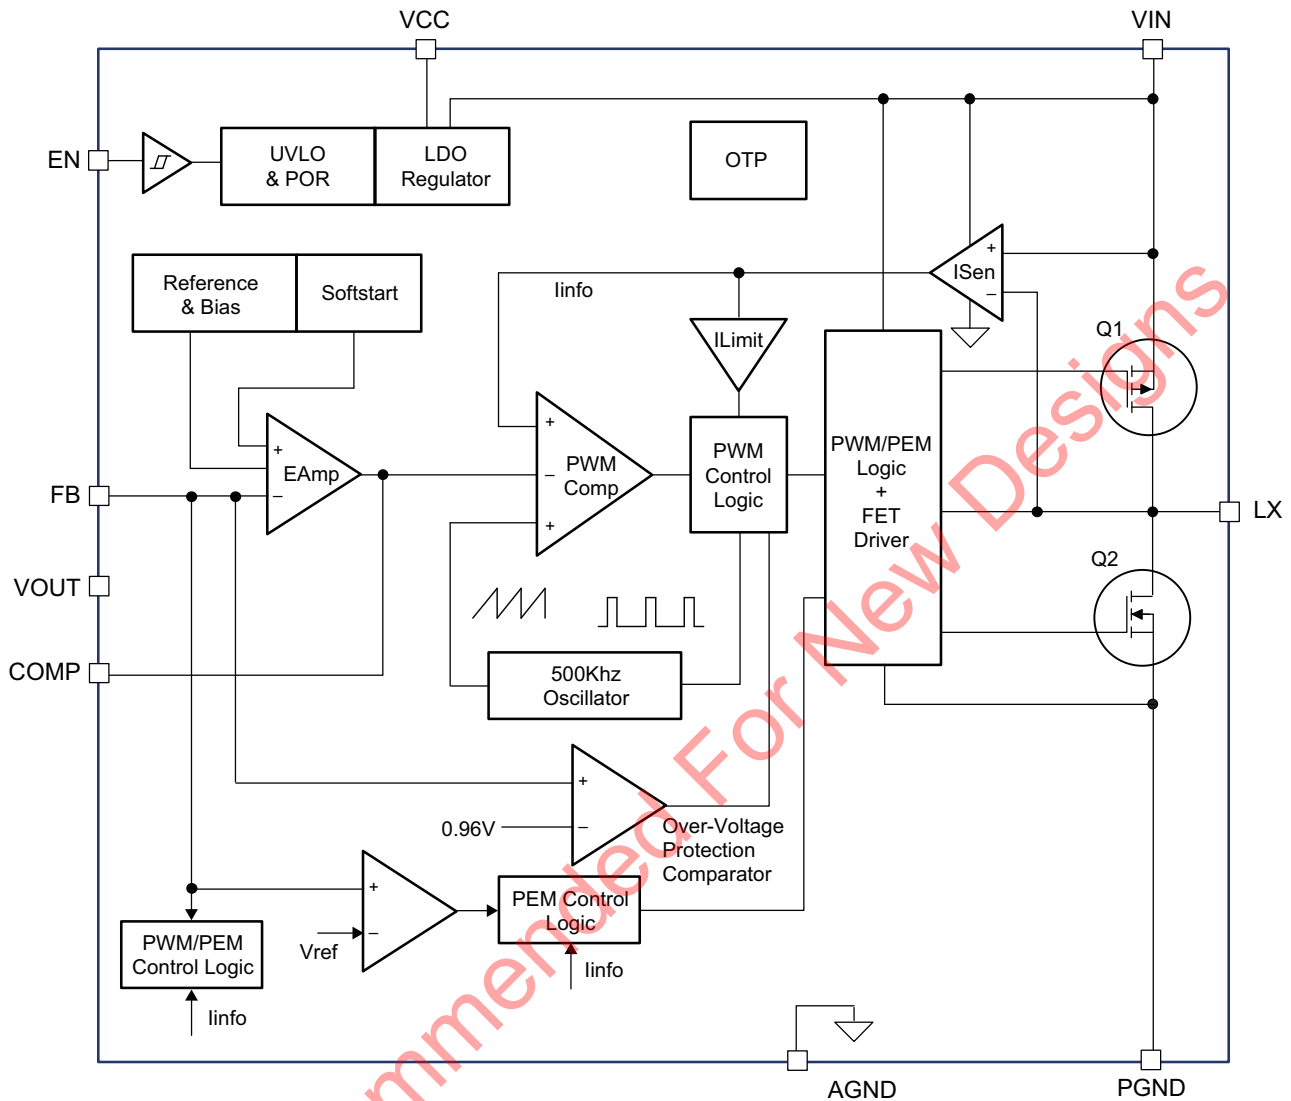 VCC
VIN
EN
UVLO
& POR
LDO
Regulator
OTP
Reference
& Bias
Softstart
Iinfo
ISen
+
−
ILimit
Q1
+
EAmp
−
+
PWM
− Comp
+
PWM
Control
Logic
PWM/PEM
Logic
+
FET
Driver
FB
LX
Q2
VOUT
COMP
500Khz
Oscillator
+
0.96V
−
Over-Voltage
Protection
Comparator
+
Vref
−
PEM Control
Logic
PWM/PEM
Control Logic
Iinfo
Iinfo
AGND
PGND
mmended For New Designs